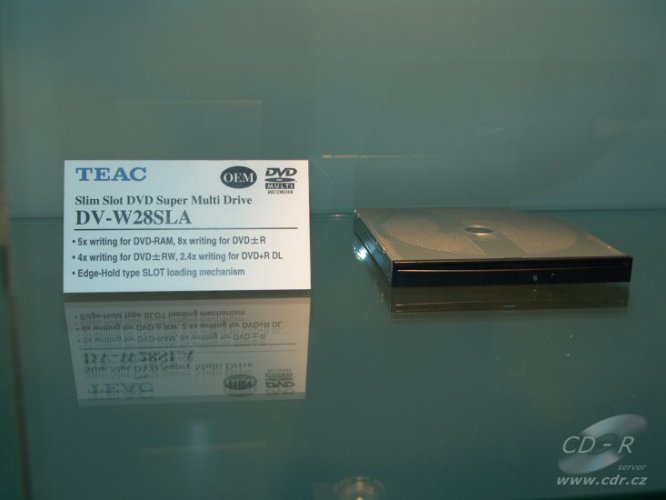 TEAC
OEM
DVD
MULTI
RECORDER
Slim Slot DVD Super Multi Drive
DV-W28SLA
• 5x writing for DVD-RAM, 8x writing for DVD±R
• 4x writing for DVD±RW, 2.4x writing for DVD+R DL
• Edge-Hold type SLOT loading mechanism
CD-R
server
www.cdr.cz